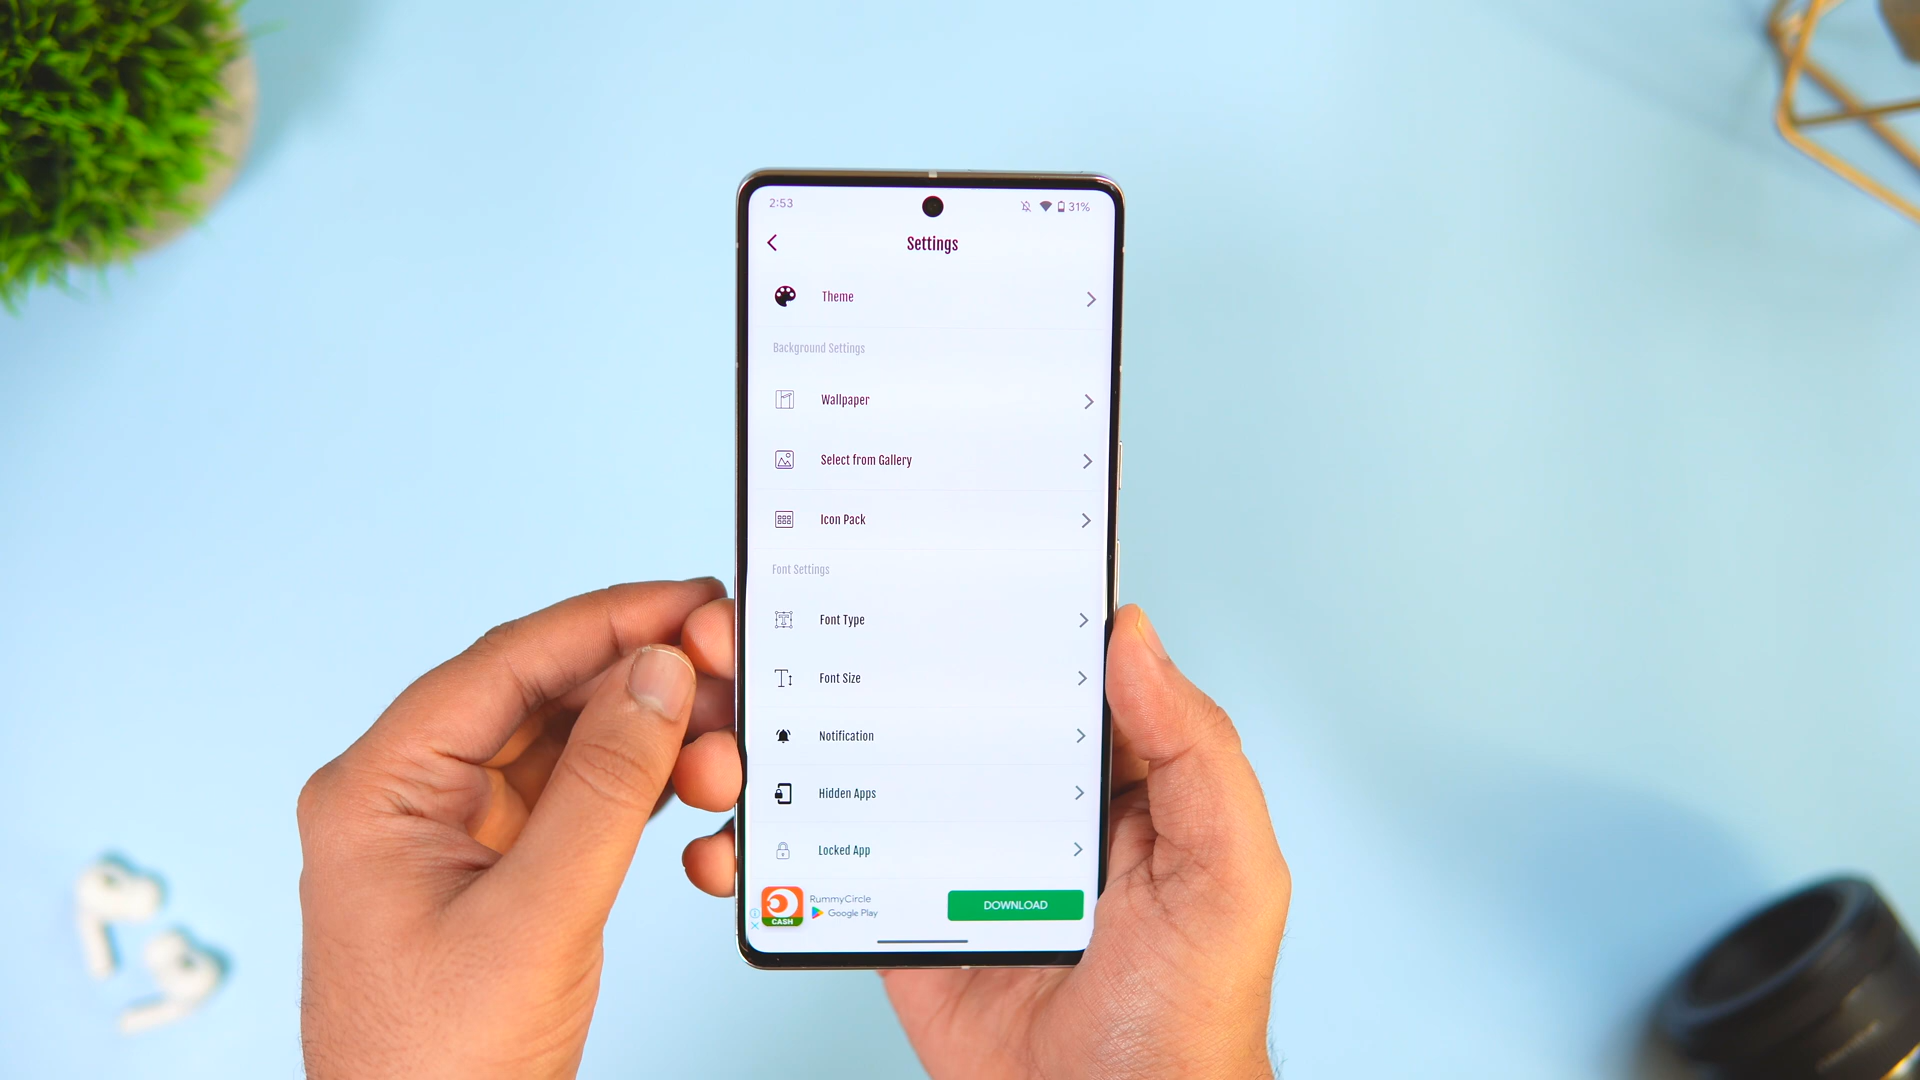 2:53
31%
Settings
Theme
Background Settings
Wallpaper
Select from Gallery
Icon Pack
Font Settings
Font Type
Font Size
Notification
Hidden Apps
Locked App
CASH
RummyCircle
Google Play
DOWNLOAD